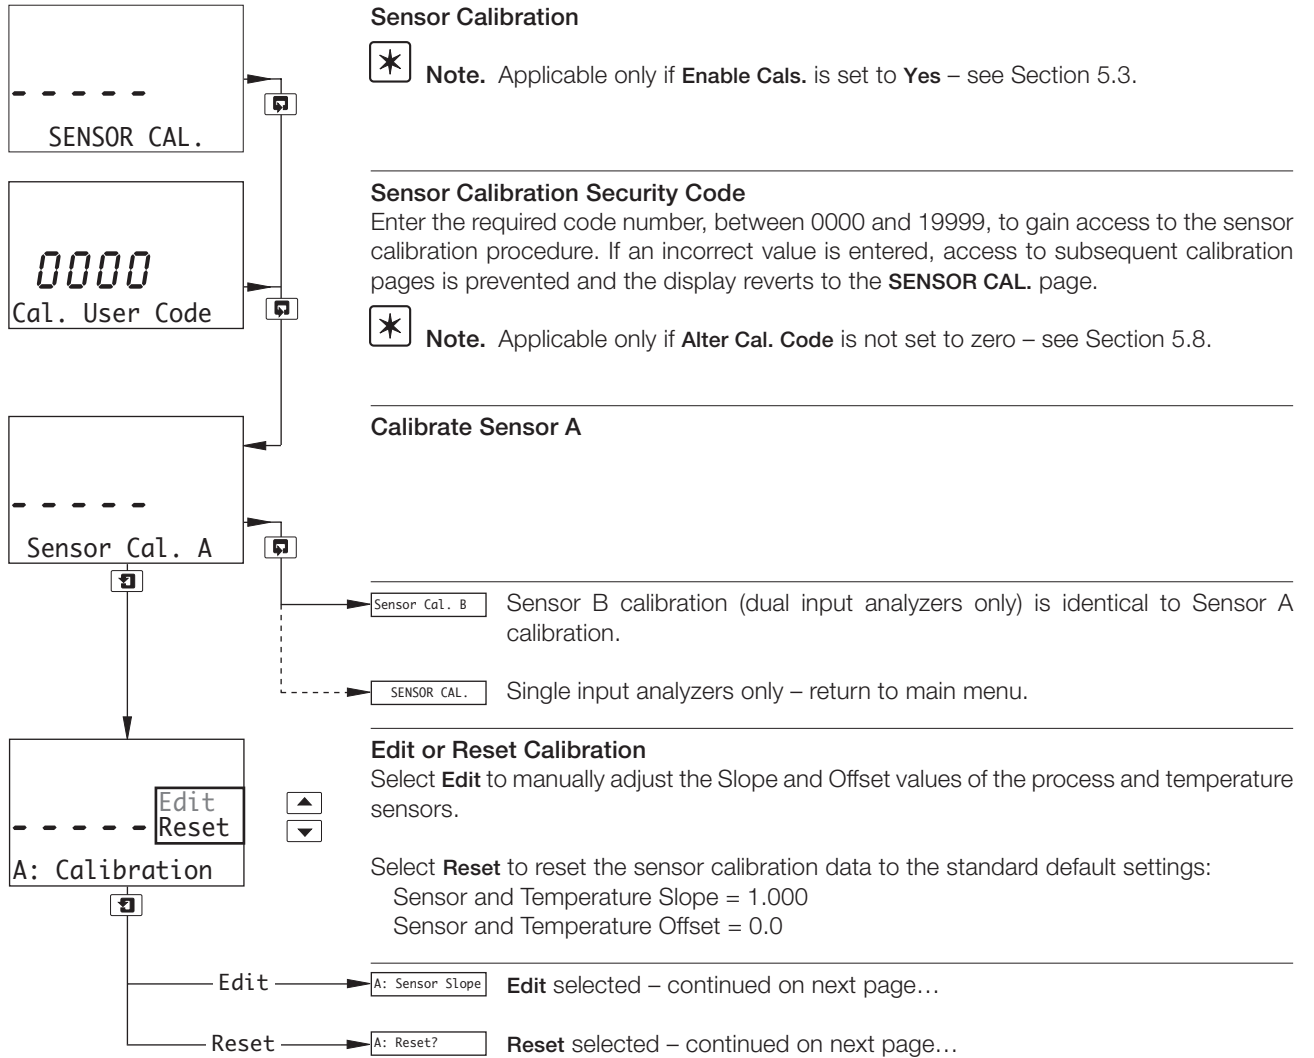 Sensor Calibration
Note. Applicable only if Enable Cals. is set to Yes – see Section 5.3.
- - - - -
SENSOR CAL.
Sensor Calibration Security Code
Enter the required code number, between 0000 and 19999, to gain access to the sensor
calibration procedure. If an incorrect value is entered, access to subsequent calibration
pages is prevented and the display reverts to the SENSOR CAL. page.
0000
Cal. User Code
Note. Applicable only if Alter Cal. Code is not set to zero – see Section 5.8.
Calibrate Sensor A
- - - - -
Sensor Cal. A
Sensor Cal. B
Sensor B calibration (dual input analyzers only) is identical to Sensor A
calibration.
SENSOR CAL.
Single input analyzers only – return to main menu.
Edit or Reset Calibration
Select Edit to manually adjust the Slope and Offset values of the process and temperature
sensors.
Edit
- - - - - Reset
A: Calibration
Select Reset to reset the sensor calibration data to the standard default settings:
Sensor and Temperature Slope = 1.000
Sensor and Temperature Offset = 0.0
Edit
A: Sensor Slope
Edit selected – continued on next page…
Reset
A: Reset?
Reset selected – continued on next page…